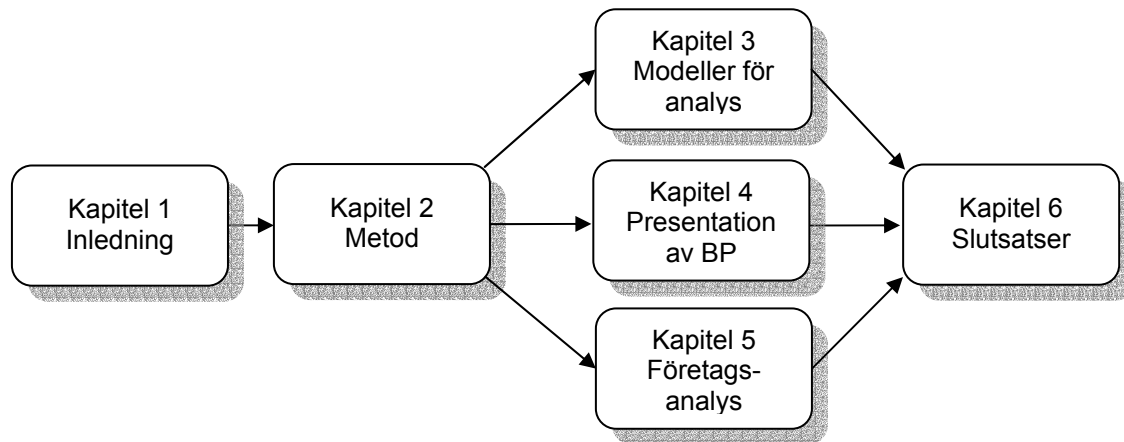 Kapitel 1
Inledning
Kapitel 2
Metod
Kapitel 3
Modeller för
analys
Kapitel 4
Presentation
av BP
Kapitel 5
Företags-
analys
Kapitel 6
Slutsatser